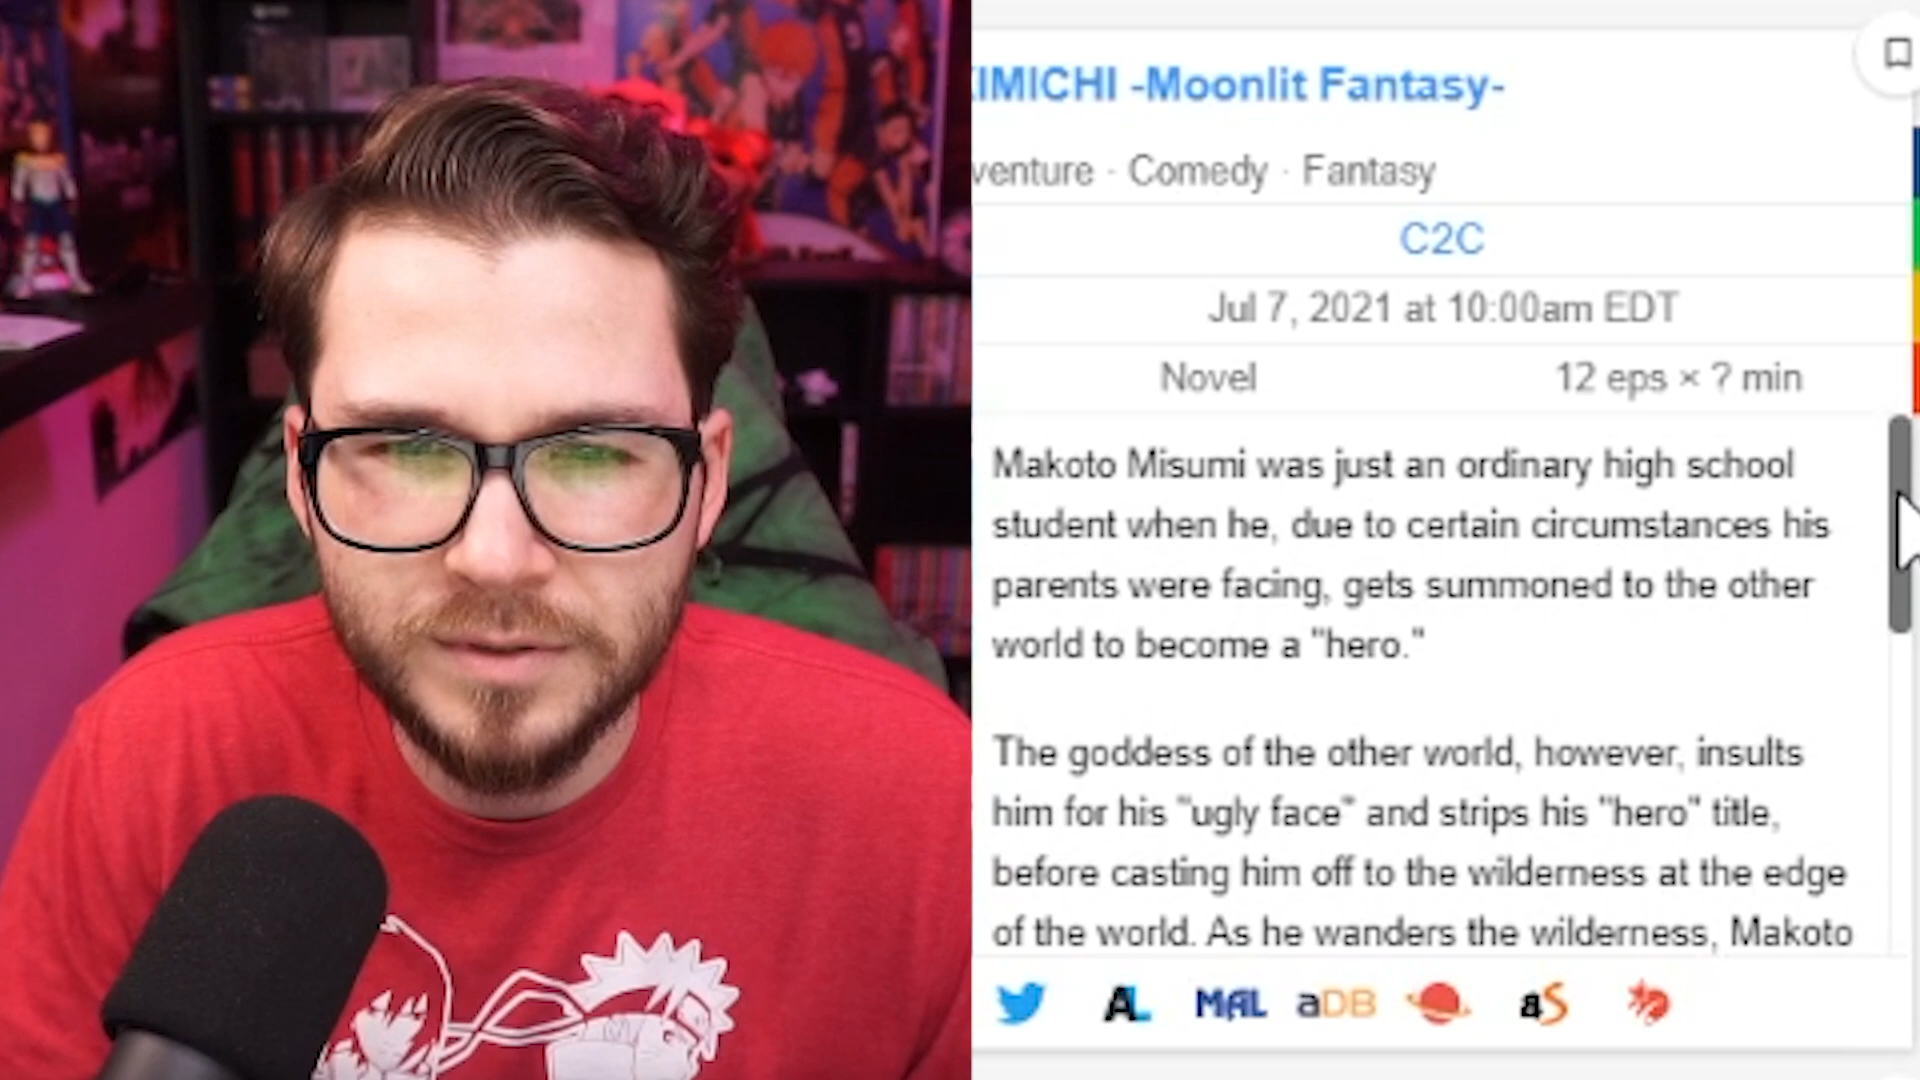 IMICHI -Moonlit Fantasy-
venture · Comedy · Fantasy
C2C
Jul 7, 2021 at 10:00am EDT
Novel 12 eps × ? min
Makoto Misumi was just an ordinary high school
student when he, due to certain circumstances his
parents were facing, gets summoned to the other
world to become a "hero."
The goddess of the other world, however, insults
him for his "ugly face" and strips his "hero" title,
before casting him off to the wilderness at the edge
of the world. As he wanders the wilderness, Makoto
AL MAL aDB aS